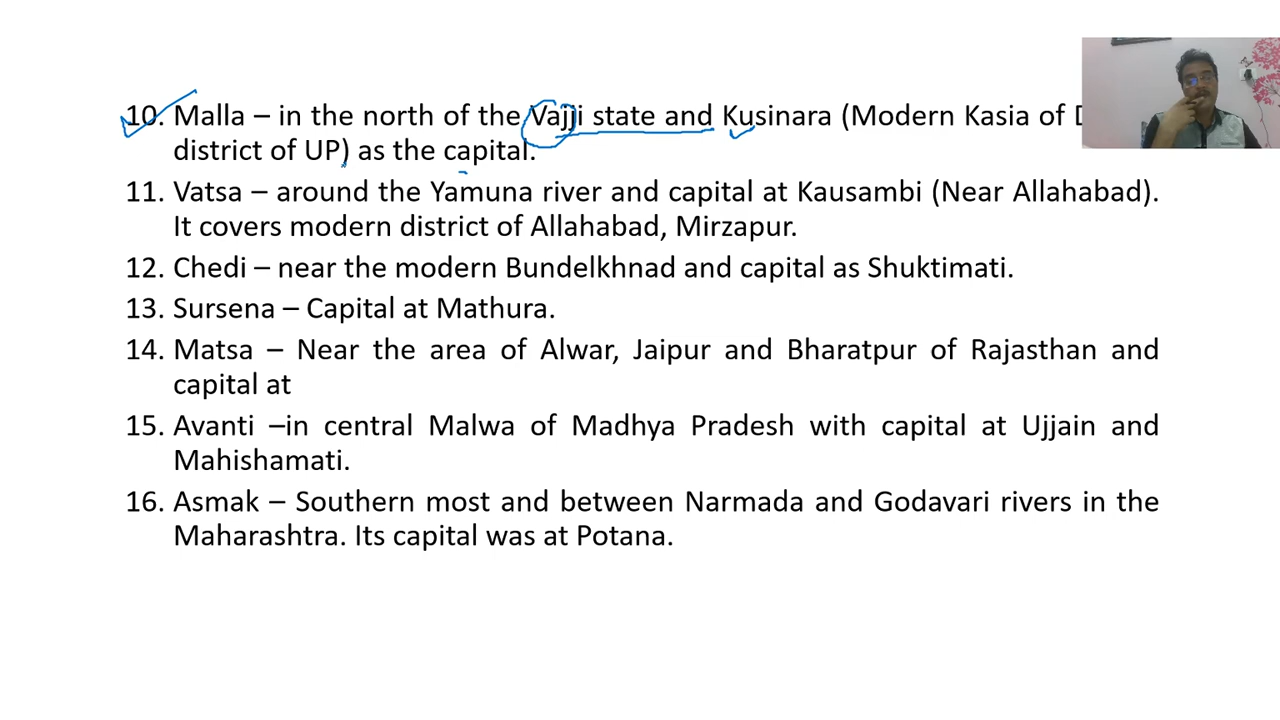 10. Malla – in the north of the Vajji state and Kusinara (Modern Kasia of
district of UP) as the capital.
11. Vatsa – around the Yamuna river and capital at Kausambi (Near Allahabad).
It covers modern district of Allahabad, Mirzapur.
12. Chedi – near the modern Bundelkhnad and capital as Shuktimati.
13. Sursena – Capital at Mathura.
14. Matsa – Near the area of Alwar, Jaipur and Bharatpur of Rajasthan and
capital at
15. Avanti –in central Malwa of Madhya Pradesh with capital at Ujjain and
Mahishamati.
16. Asmak – Southern most and between Narmada and Godavari rivers in the
Maharashtra. Its capital was at Potana.